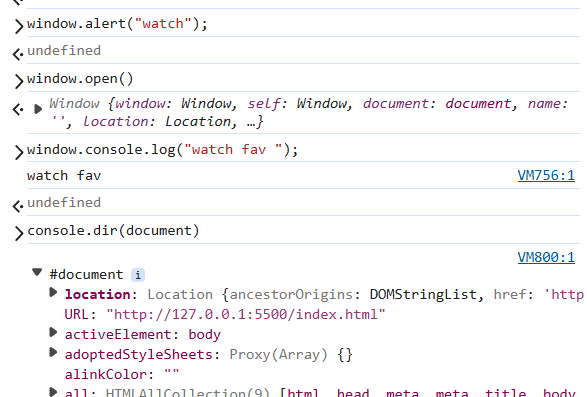 window.alert("watch");
undefined
window.open()
Window {window: Window, self: Window, document: document, name:
'', location: Location, …}
window.console.log("watch fav ");
watch fav VM756:1
undefined
console.dir(document)
VM800:1
#document i
location: Location {ancestorOrigins: DOMStringList, href: 'http
URL: "http://127.0.0.1:5500/index.html"
activeElement: body
adoptedStyleSheets: Proxy(Array) {}
alinkColor: ""
all: HTMLAllCollection(9) [html, head, meta, meta, title, body,